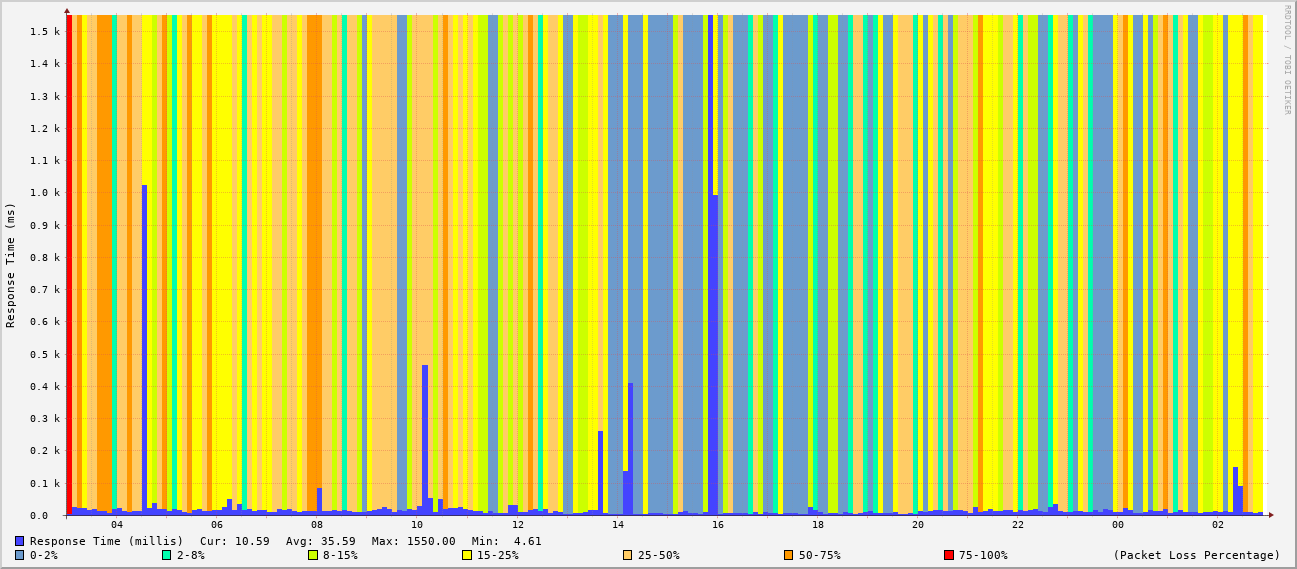 RRDTOOL / TOBI OETIKER
Response Time (ms)
1.5 k
1.4 k
1.3 k
1.2 k
1.1 k
1.0 k
0.9 k
0.8 k
0.7 k
0.6 k
0.5 k
0.4 k
0.3 k
0.2 k
0.1 k
0.0
04 06 08 10 12 14 16 18 20 22 00 02
Response Time (millis) Cur: 10.59 Avg: 35.59 Max: 1550.00 Min: 4.61
0-2% 2-8% 8-15% 15-25% 25-50% 50-75% 75-100% (Packet Loss Percentage)